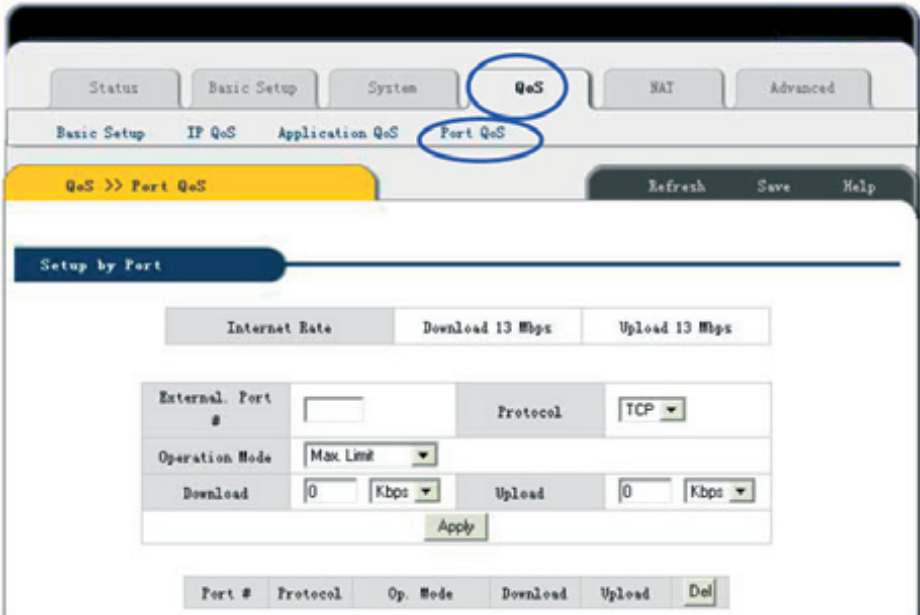 Status Basic Setup System QoS NAT Advanced
Basic Setup IP QoS Application QoS Port QoS
QoS >> Port QoS Refresh Save Help
Setup by Port
Internet Rate Download 13 Mbps Upload 13 Mbps
External. Port # Protocol TCP
Operation Mode Max. Limit
Download 0 Kbps Upload 0 Kbps
Apply
Port # Protocol Op. Mode Download Upload Del